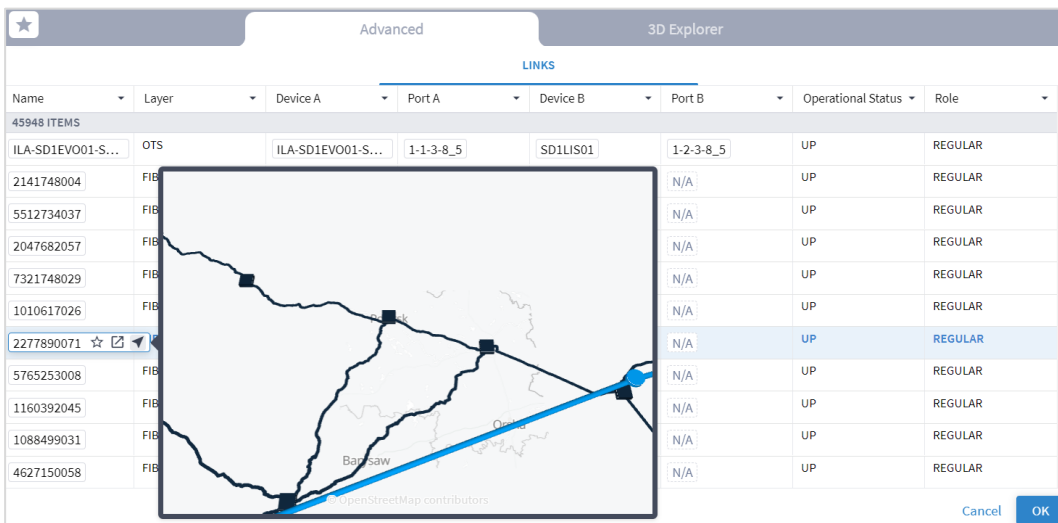 Advanced 3D Explorer
LINKS
Name Layer Device A Port A Device B Port B Operational Status Role
45948 ITEMS
ILA-SD1EVO01-S... OTS ILA-SD1EVO01-S... 1-1-3-8_5 SD1LIS01 1-2-3-8_5 UP REGULAR
2141748004 FIB N/A UP REGULAR
5512734037 FIB N/A UP REGULAR
2047682057 FIB N/A UP REGULAR
7321748029 FIB N/A UP REGULAR
1010617026 FIB N/A UP REGULAR
2277890071 N/A UP REGULAR
5765253008 FIB N/A UP REGULAR
1160392045 FIB N/A UP REGULAR
1088499031 FIB N/A UP REGULAR
4627150058 FIB N/A UP REGULAR
Orsha
Barysaw
© OpenStreetMap contributors
Cancel OK